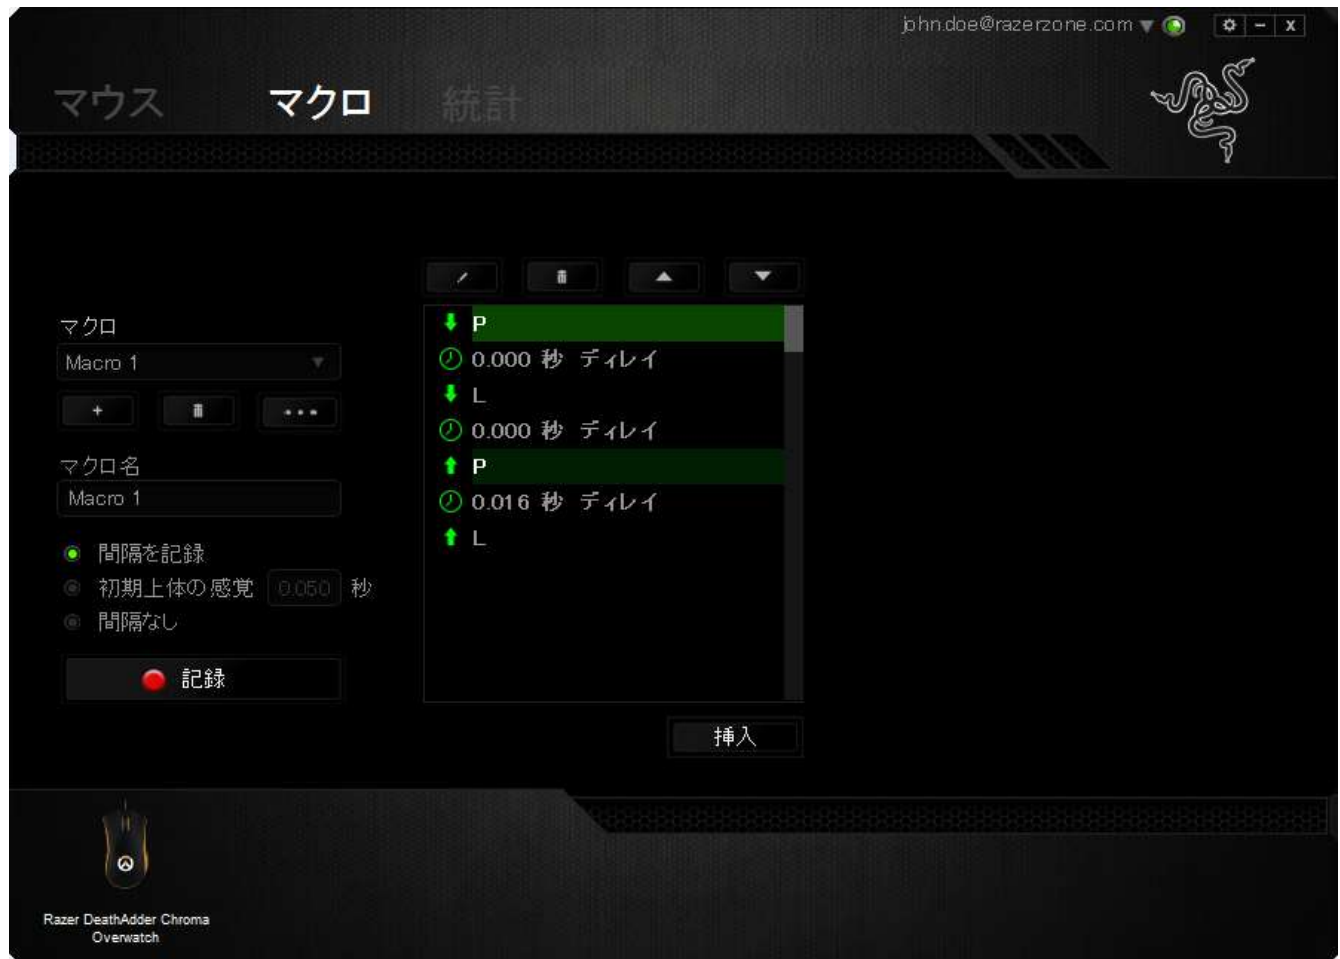 john.doe@razerzone.com
マウス マクロ 統計
マクロ
Macro 1
マクロ名
Macro 1
間隔を記録
初期上体の感覚 0.050 秒
間隔なし
記録
P
0.000 秒 ディレイ
L
0.000 秒 ディレイ
P
0.016 秒 ディレイ
L
挿入
Razer DeathAdder Chroma
Overwatch